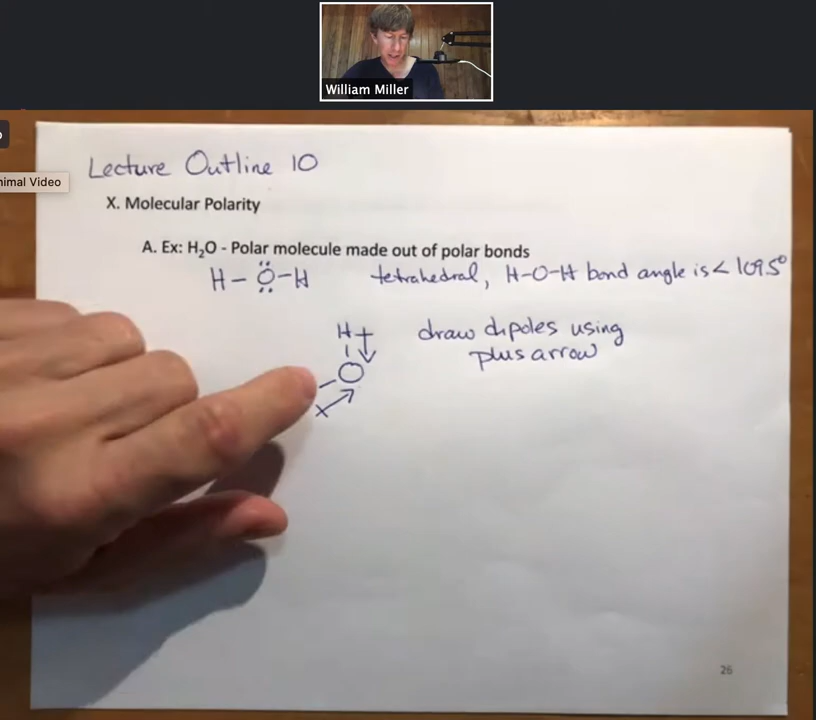 William Miller
nimal Video
Lecture Outline 10
X. Molecular Polarity
A. Ex: H₂O - Polar molecule made out of polar bonds
H - Ö - H tetrahedral, H-O-H bond angle is < 109.5°
H
draw dipoles using
plus arrow
O
26